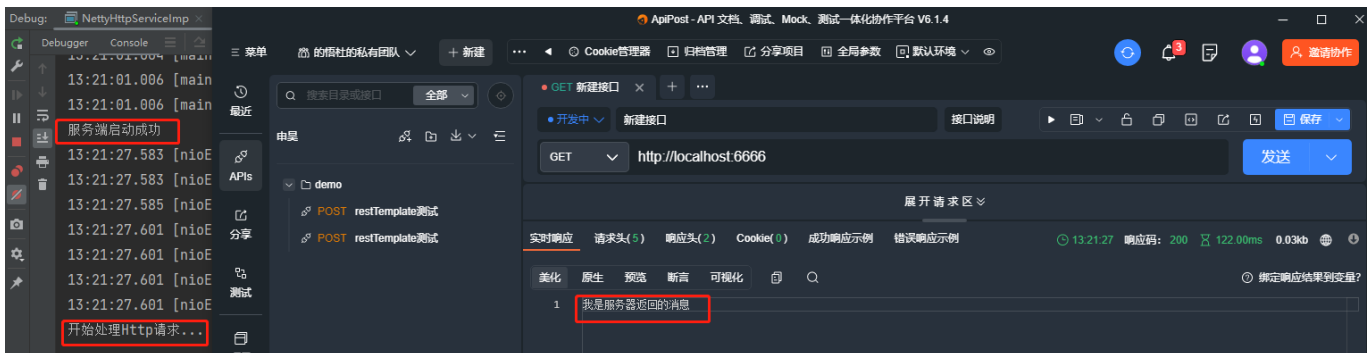 Debug: NettyHttpServiceImp ×
Debugger Console
13:21:01.004 [main
13:21:01.006 [main
13:21:01.006 [main
服务端启动成功
13:21:27.583 [nioE
13:21:27.583 [nioE
13:21:27.585 [nioE
13:21:27.601 [nioE
13:21:27.601 [nioE
13:21:27.601 [nioE
13:21:27.601 [nioE
开始处理Http请求...
ApiPost - API 文档、调试、Mock、测试一体化协作平台 V6.1.4
菜单 的悟杜的私有团队 + 新建 ··· Cookie管理器 归档管理 分享项目 全局参数 默认环境 3 邀请协作
最近
APIs
分享
测试
搜索目录或接口 全部
申昊
demo
POST restTemplate测试
POST restTemplate测试
GET 新建接口 × + ···
开发中 新建接口 接口说明 保存
GET http://localhost:6666 发送
展开请求区
实时响应 请求头(5) 响应头(2) Cookie(0) 成功响应示例 错误响应示例 13:21:27 响应码: 200 122.00ms 0.03kb
美化 原生 预览 断言 可视化 绑定响应结果到变量?
1 我是服务器返回的消息